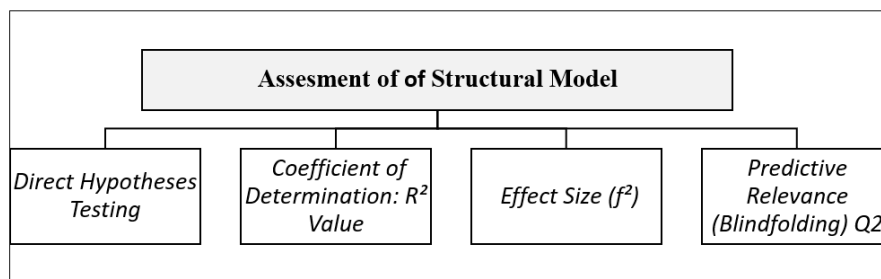 Assesment of of Structural Model
Direct Hypotheses
Testing
Coefficient of
Determination: R² 
Value
Effect Size (f²)
Predictive
Relevance
(Blindfolding) Q2